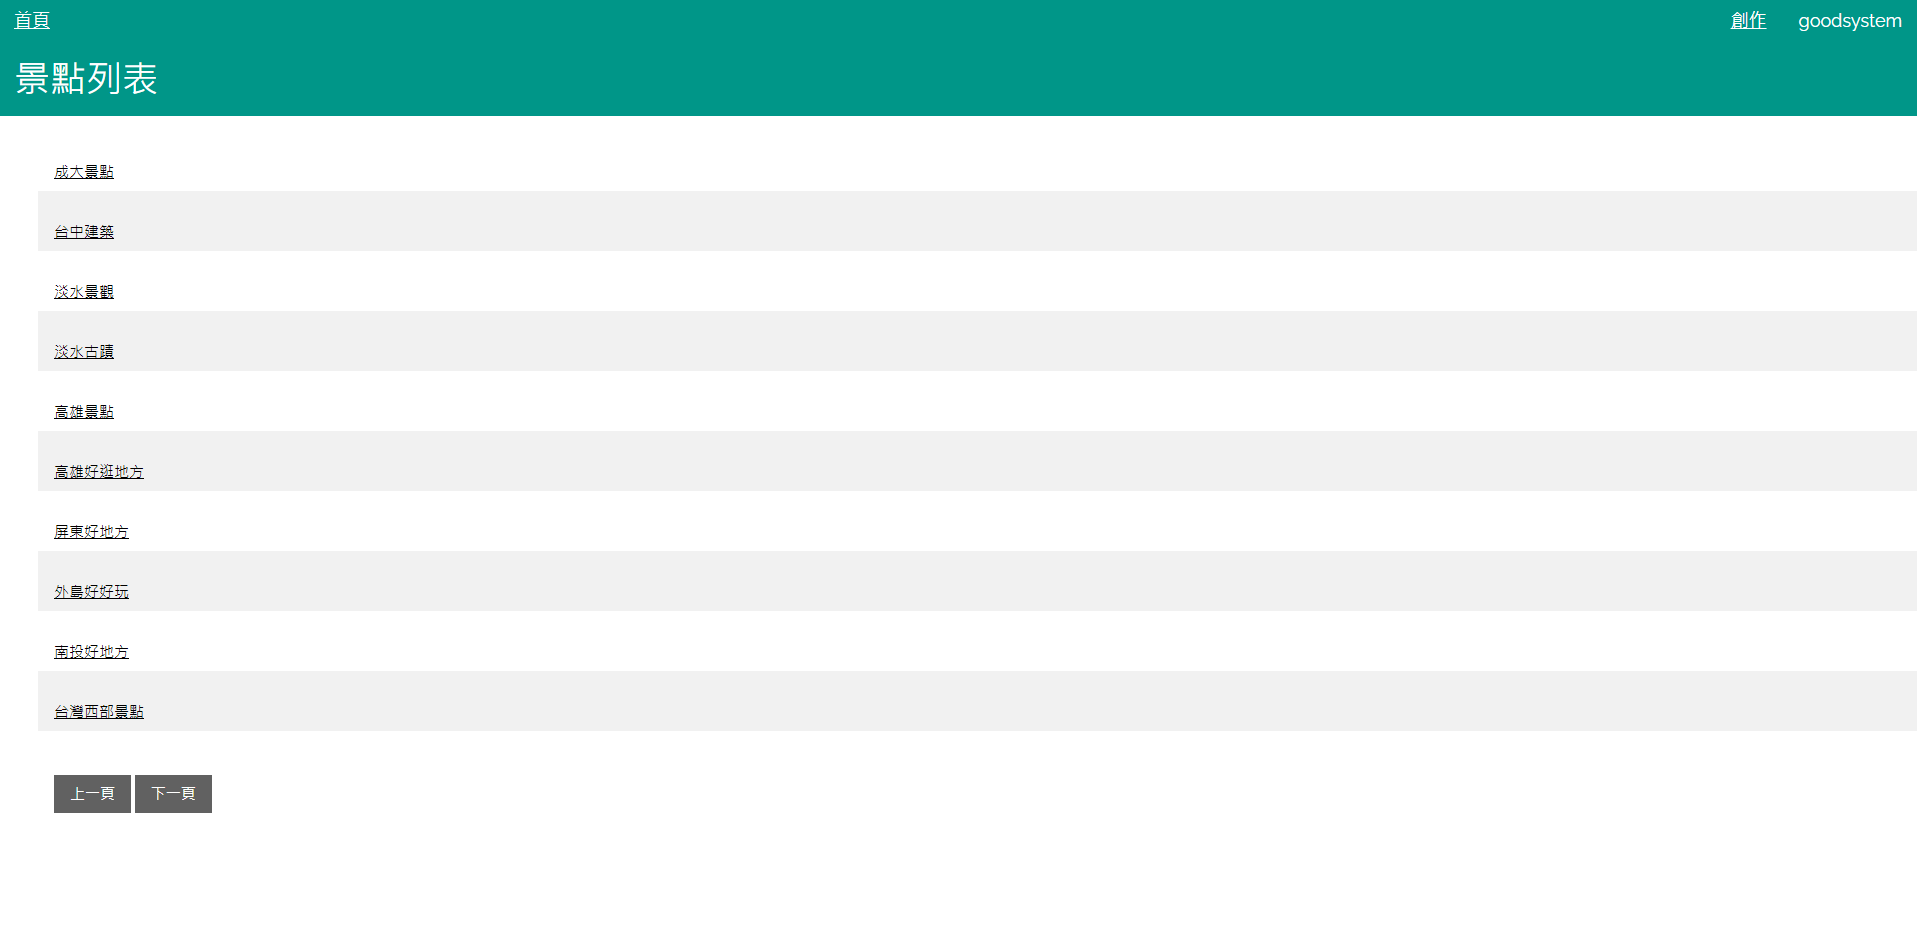 首頁 創作 goodsystem
景點列表
成大景點
台中建築
淡水景觀
淡水古蹟
高雄景點
高雄好逛地方
屏東好地方
外島好好玩
南投好地方
台灣西部景點
上一頁 下一頁